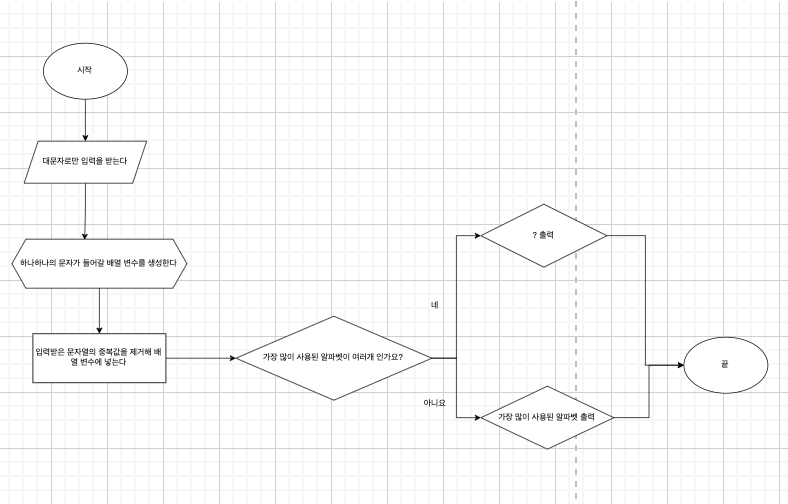 시작
대문자로만 입력을 받는다
하나하나의 문자가 들어갈 배열 변수를 생성한다
입력받은 문자열의 중복값을 제거해 배
열 변수에 넣는다
가장 많이 사용된 알파벳이 여러개 인가요?
네
? 출력
아니요
가장 많이 사용된 알파벳 출력
끝